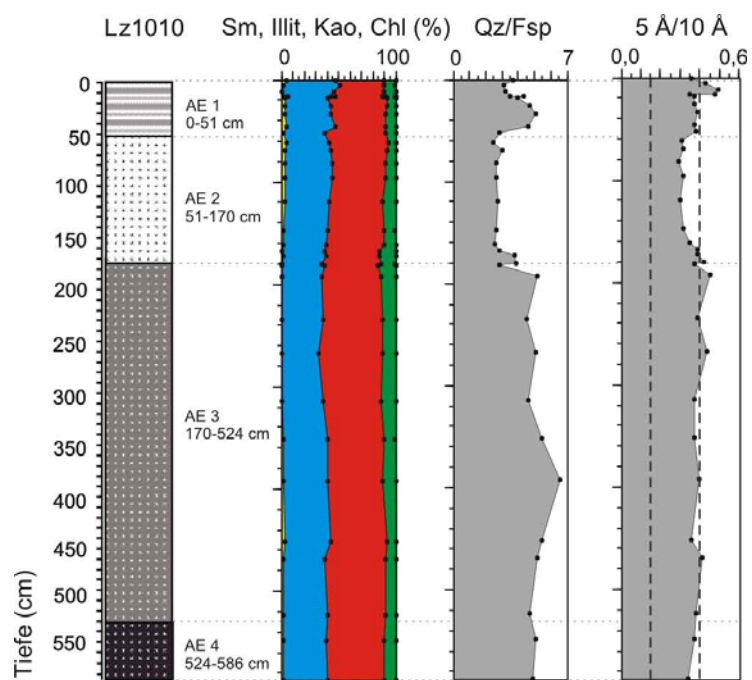 Lz1010
Sm, Illit, Kao, Chl (%)
Qz/Fsp
5 Å/10 Å
0 100
0 7
0,0 0,6
0
50
100
150
200
250
300
350
400
450
500
550
Tiefe (cm)
AE 1
0-51 cm
AE 2
51-170 cm
AE 3
170-524 cm
AE 4
524-586 cm